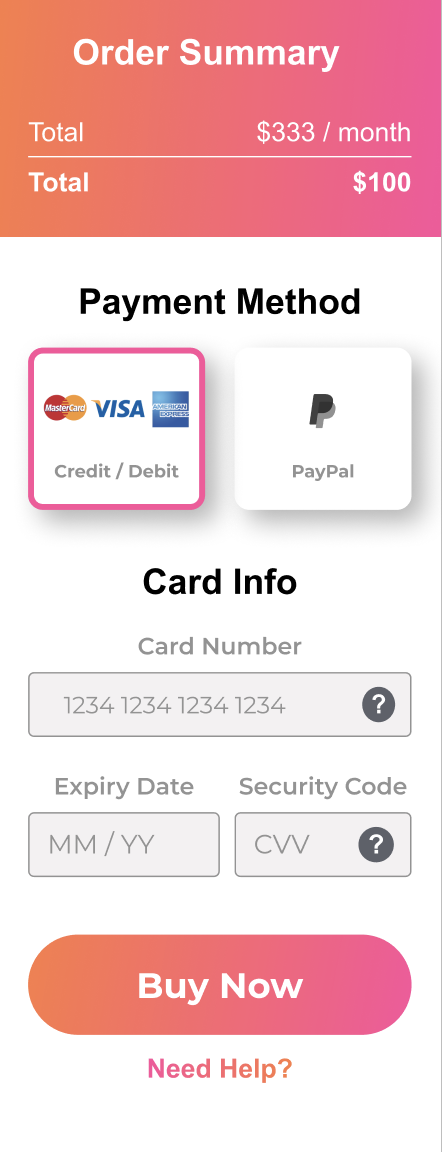 Order Summary
Total $333 / month
Total $100
Payment Method
MasterCard VISA AMERICAN EXPRESS
Credit / Debit PayPal
Card Info
Card Number
1234 1234 1234 1234 ?
Expiry Date Security Code
MM / YY CVV ?
Buy Now
Need Help?